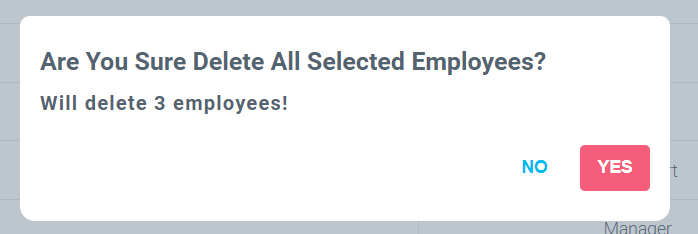 Are You Sure Delete All Selected Employees?
Will delete 3 employees!
NO YES
Manager